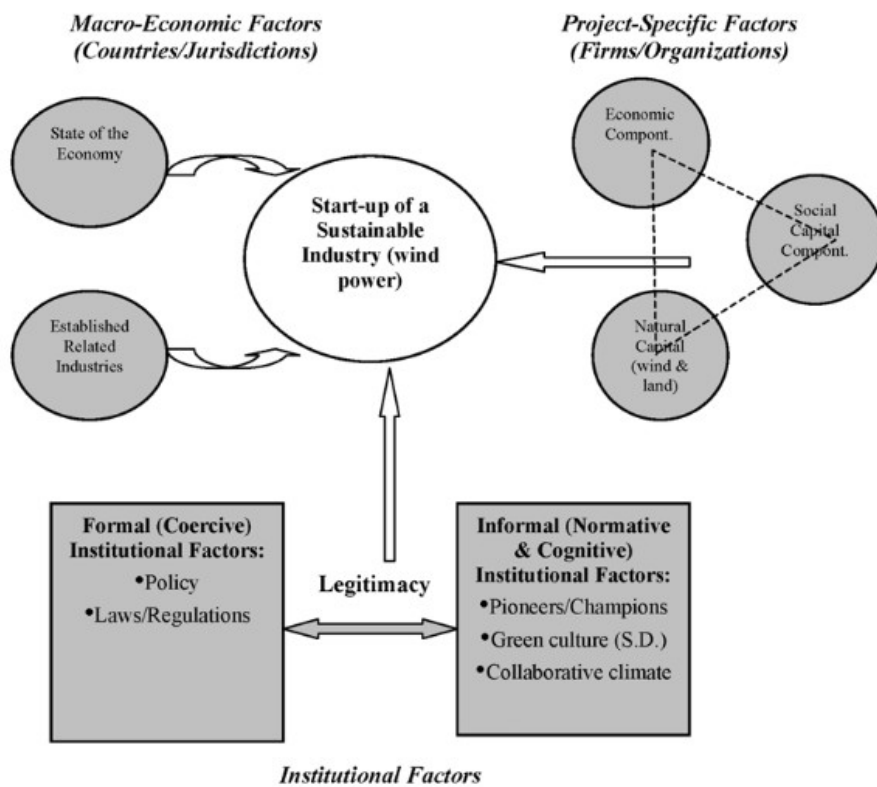 Macro-Economic Factors
(Countries/Jurisdictions)
Project-Specific Factors
(Firms/Organizations)
State of the
Economy
Economic
Compont.
Start-up of a
Sustainable
Industry (wind
power)
Social
Capital
Compont.
Established
Related
Industries
Natural
Capital
(wind &
land)
Formal (Coercive)
Institutional Factors:
•Policy
•Laws/Regulations
Legitimacy
Informal (Normative
& Cognitive)
Institutional Factors:
•Pioneers/Champions
•Green culture (S.D.)
•Collaborative climate
Institutional Factors